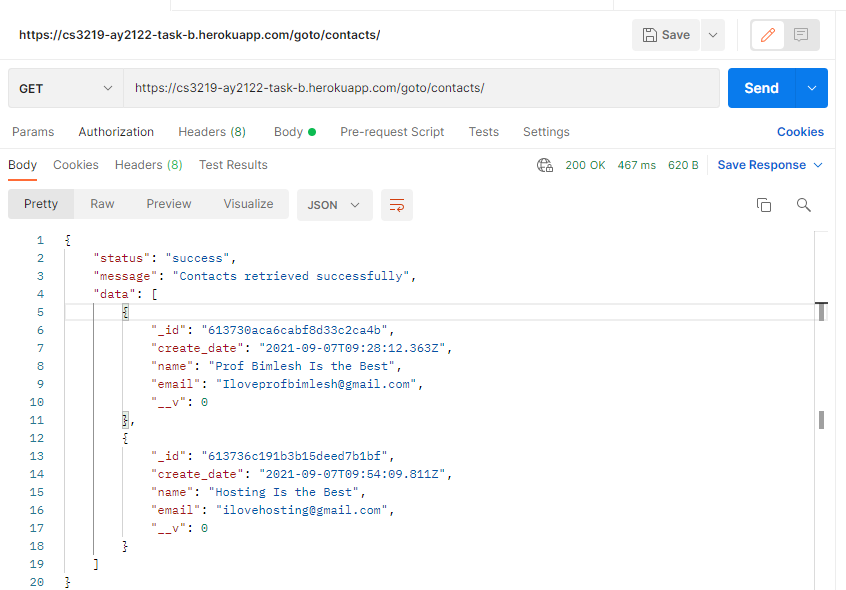 https://cs3219-ay2122-task-b.herokuapp.com/goto/contacts/ Save
GET https://cs3219-ay2122-task-b.herokuapp.com/goto/contacts/ Send
Params Authorization Headers (8) Body Pre-request Script Tests Settings Cookies
Body Cookies Headers (8) Test Results 200 OK 467 ms 620 B Save Response
Pretty Raw Preview Visualize JSON
1 {
2 "status": "success",
3 "message": "Contacts retrieved successfully",
4 "data": [
5 {
6 "_id": "613730aca6cabf8d33c2ca4b",
7 "create_date": "2021-09-07T09:28:12.363Z",
8 "name": "Prof Bimlesh Is the Best",
9 "email": "Iloveprofbimlesh@gmail.com",
10 "__v": 0
11 },
12 {
13 "_id": "613736c191b3b15deed7b1bf",
14 "create_date": "2021-09-07T09:54:09.811Z",
15 "name": "Hosting Is the Best",
16 "email": "ilovehosting@gmail.com",
17 "__v": 0
18 }
19 ]
20 }